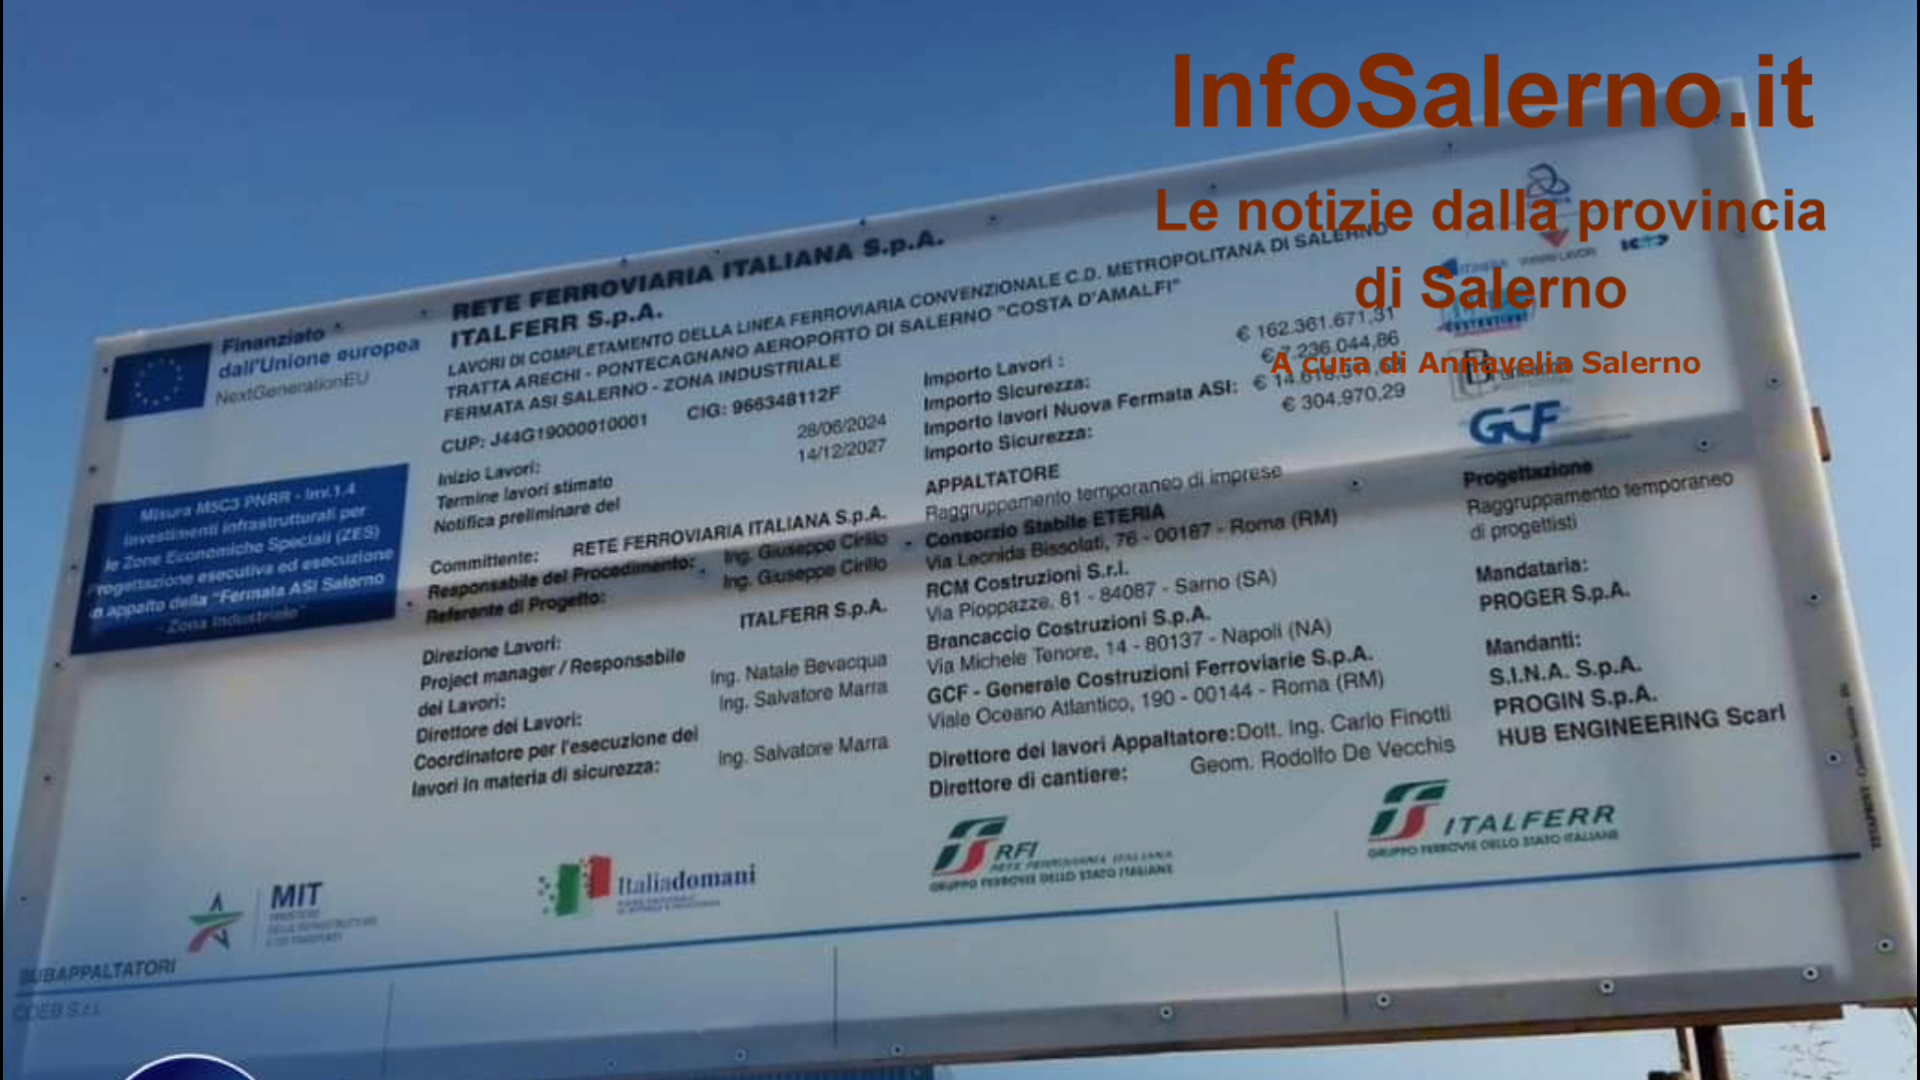 InfoSalerno.it
Le notizie dalla provincia
di Salerno
A cura di Annavelia Salerno
Finanziato
dall'Unione europea
NextGenerationEU
Misura M5C3 PNRR - Inv.1.4
Investimenti infrastrutturali per
le Zone Economiche Speciali (ZES)
Progettazione esecutiva ed esecuzione
in appalto della "Fermata ASI Salerno
- Zona Industriale"
RETE FERROVIARIA ITALIANA S.p.A.
ITALFERR S.p.A.
LAVORI DI COMPLETAMENTO DELLA LINEA FERROVIARIA CONVENZIONALE C.D. METROPOLITANA DI SALERNO
TRATTA ARECHI - PONTECAGNANO AEROPORTO DI SALERNO "COSTA D'AMALFI"
FERMATA ASI SALERNO - ZONA INDUSTRIALE
CUP: J44G19000010001 CIG: 966348112F
Inizio Lavori: 28/06/2024
Termine lavori stimato 14/12/2027
Notifica preliminare del
Committente: RETE FERROVIARIA ITALIANA S.p.A.
Responsabile del Procedimento: Ing. Giuseppe Cirillo
Referente di Progetto: Ing. Giuseppe Cirillo
Direzione Lavori: ITALFERR S.p.A.
Project manager / Responsabile
dei Lavori: Ing. Natale Bevacqua
Direttore dei Lavori: Ing. Salvatore Marra
Coordinatore per l'esecuzione dei
lavori in materia di sicurezza: Ing. Salvatore Marra
Importo Lavori : € 162.361.671,31
Importo Sicurezza: € 7.236.044,86
Importo lavori Nuova Fermata ASI: €
Importo Sicurezza: € 304.970,29
APPALTATORE
Raggruppamento temporaneo di imprese
Consorzio Stabile ETERIA
Via Leonida Bissolati, 76 - 00187 - Roma (RM)
RCM Costruzioni S.r.l.
Via Pioppazze, 81 - 84087 - Sarno (SA)
Brancaccio Costruzioni S.p.A.
Via Michele Tenore, 14 - 80137 - Napoli (NA)
GCF - Generale Costruzioni Ferroviarie S.p.A.
Viale Oceano Atlantico, 190 - 00144 - Roma (RM)
Direttore dei lavori Appaltatore: Dott. Ing. Carlo Finotti
Direttore di cantiere: Geom. Rodolfo De Vecchis
GCF
Progettazione
Raggruppamento temporaneo
di progettisti
Mandataria:
PROGER S.p.A.
Mandanti:
S.I.N.A. S.p.A.
PROGIN S.p.A.
HUB ENGINEERING Scarl
MIT
MINISTERO
DELLE INFRASTRUTTURE
E DEI TRASPORTI
Italiadomani
RFI
RETE FERROVIARIA ITALIANA
GRUPPO FERROVIE DELLO STATO ITALIANE
ITALFERR
GRUPPO FERROVIE DELLO STATO ITALIANE
SUBAPPALTATORI